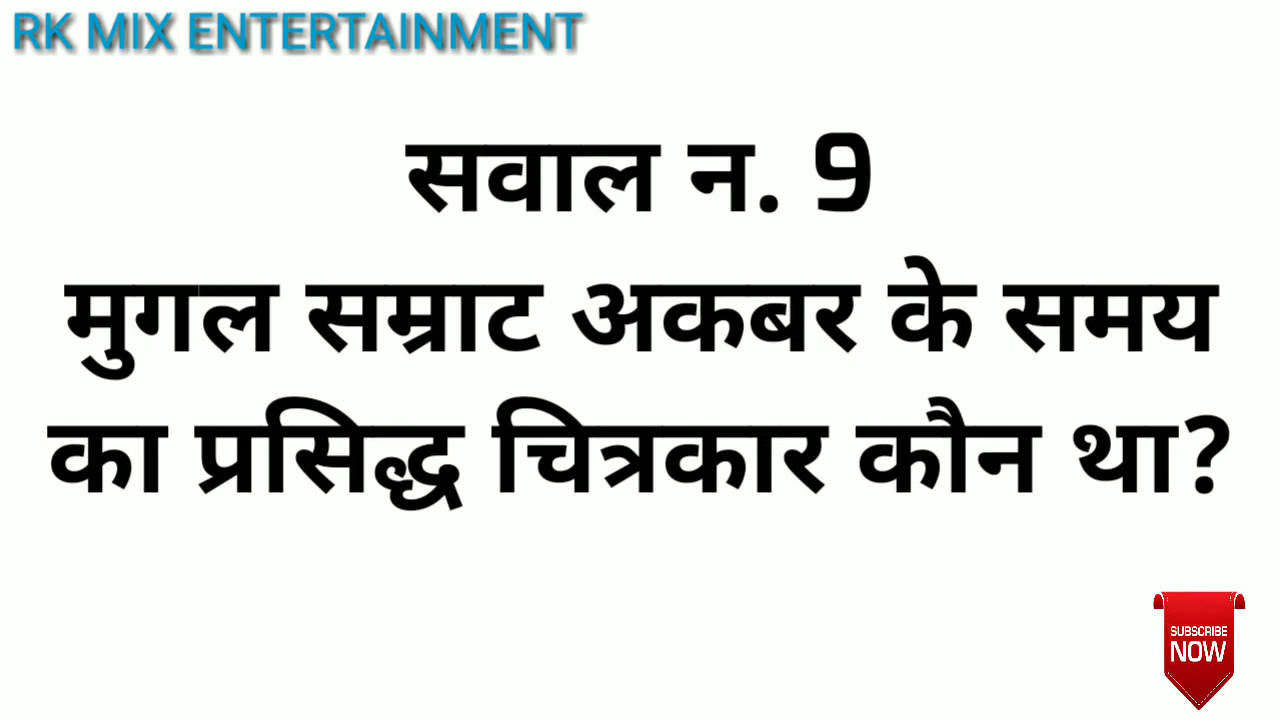 RK MIX ENTERTAINMENT
सवाल न. 9
मुगल सम्राट अकबर के समय
का प्रसिद्ध चित्रकार कौन था?
SUBSCRIBE
NOW